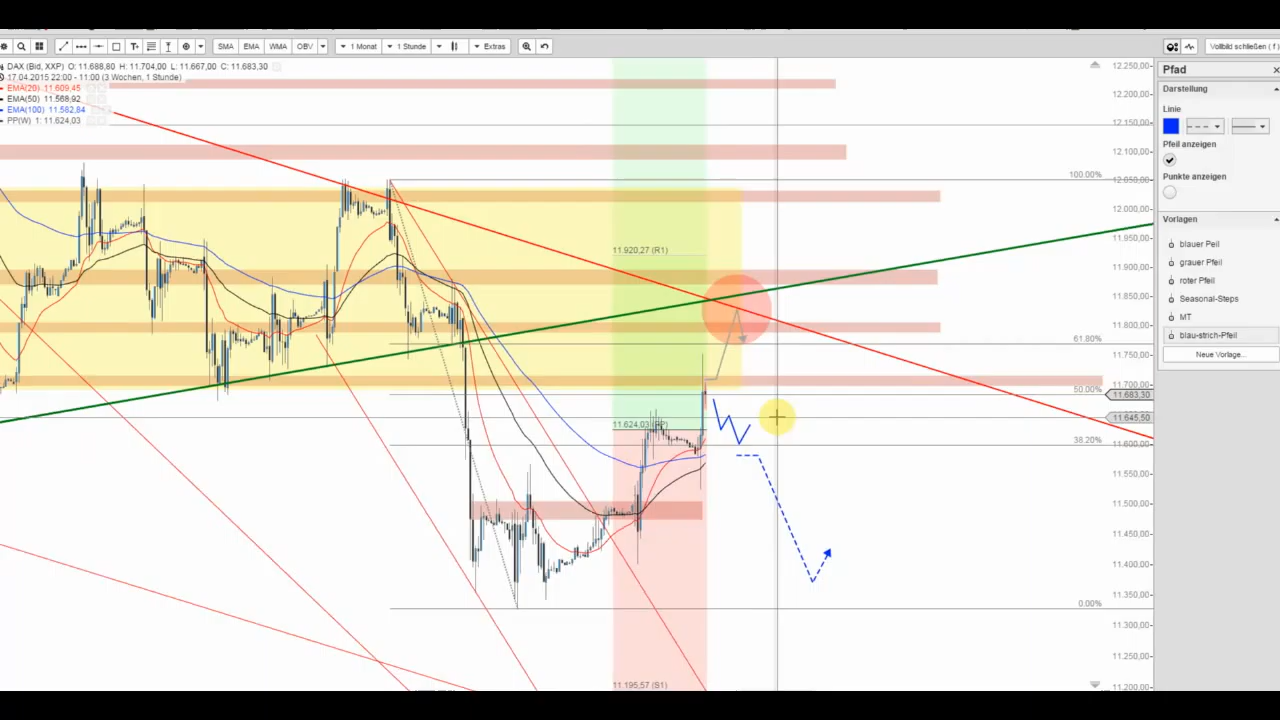 SMA EMA WMA OBV 1 Monat 1 Stunde Extras Vollbild schließen ( f )
DAX (Bid, XXP) O: 11.688,80 H: 11.704,00 L: 11.667,00 C: 11.683,30
17.04.2015 22:00 - 11:00 (3 Wochen, 1 Stunde)
EMA(20) 11.609,45
EMA(50) 11.568,92
EMA(100) 11.582,84
PP(W) 1: 11.624,03
100.00%
11.920,27 (R1)
61.80%
50.00%
11.624,03 (PP)
38.20%
0.00%
11.195,57 (S1)
12.250,00
12.200,00
12.150,00
12.100,00
12.050,00
12.000,00
11.950,00
11.900,00
11.850,00
11.800,00
11.750,00
11.700,00
11.683,30
11.645,50
11.600,00
11.550,00
11.500,00
11.450,00
11.400,00
11.350,00
11.300,00
11.250,00
11.200,00
Pfad
Darstellung
Linie
Pfeil anzeigen
Punkte anzeigen
Vorlagen
blauer Peil
grauer Pfeil
roter Pfeil
Seasonal-Steps
MT
blau-strich-Pfeil
Neue Vorlage...